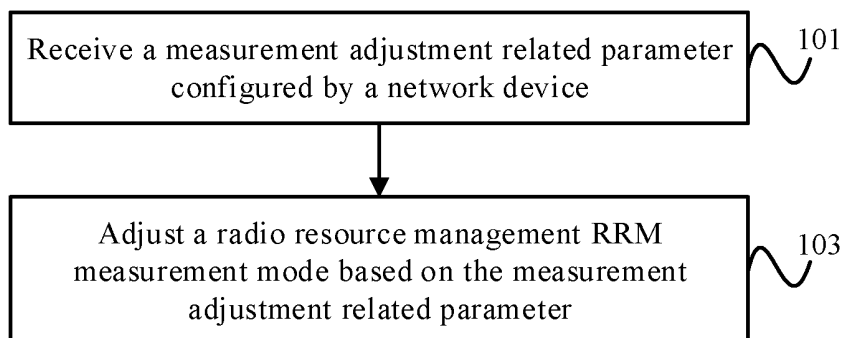 Receive a measurement adjustment related parameter
configured by a network device
101
Adjust a radio resource management RRM
measurement mode based on the measurement
adjustment related parameter
103